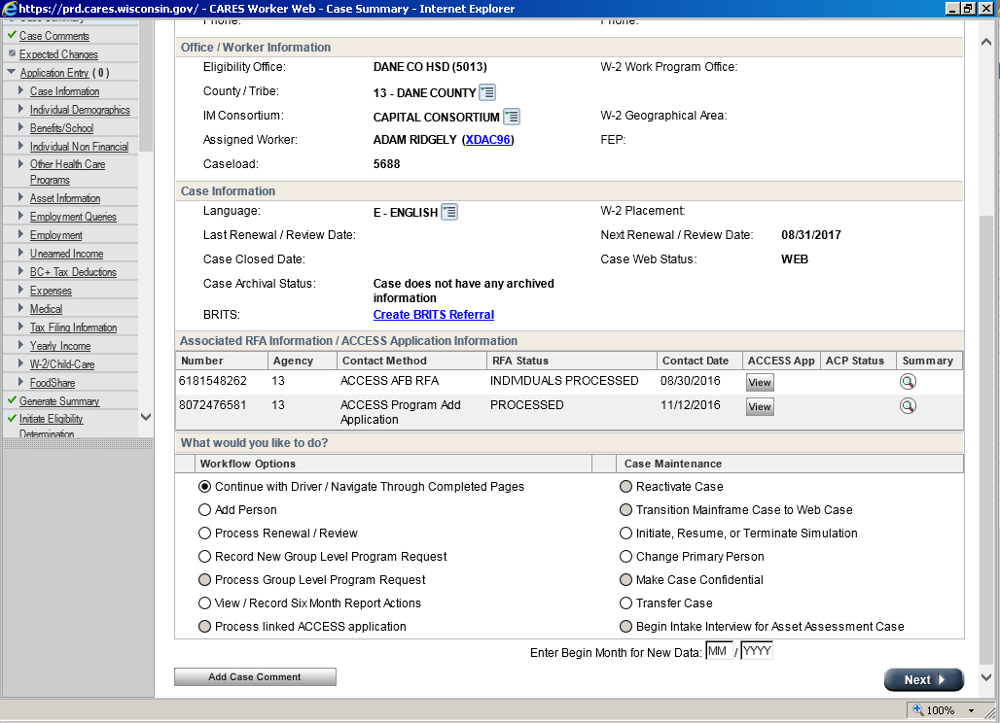 https://prd.cares.wisconsin.gov/ - CARES Worker Web - Case Summary - Internet Explorer
Case Summary
Case Comments
Expected Changes
Application Entry ( 0 )
Case Information
Individual Demographics
Benefits/School
Individual Non Financial
Other Health Care
Programs
Asset Information
Employment Queries
Employment
Unearned Income
BC+ Tax Deductions
Expenses
Medical
Tax Filing Information
Yearly Income
W-2/Child-Care
FoodShare
Generate Summary
Initiate Eligibility
Determination
Phone: Phone:
Office / Worker Information
Eligibility Office: DANE CO HSD (5013) W-2 Work Program Office:
County / Tribe: 13 - DANE COUNTY
IM Consortium: CAPITAL CONSORTIUM W-2 Geographical Area:
Assigned Worker: ADAM RIDGELY (XDAC96) FEP:
Caseload: 5688
Case Information
Language: E - ENGLISH W-2 Placement:
Last Renewal / Review Date: Next Renewal / Review Date: 08/31/2017
Case Closed Date: Case Web Status: WEB
Case Archival Status: Case does not have any archived
information
BRITS: Create BRITS Referral
Associated RFA Information / ACCESS Application Information
Number Agency Contact Method RFA Status Contact Date ACCESS App ACP Status Summary
6181548262 13 ACCESS AFB RFA INDIVIDUALS PROCESSED 08/30/2016 View
8072476581 13 ACCESS Program Add PROCESSED 11/12/2016 View
Application
What would you like to do?
Workflow Options Case Maintenance
Continue with Driver / Navigate Through Completed Pages Reactivate Case
Add Person Transition Mainframe Case to Web Case
Process Renewal / Review Initiate, Resume, or Terminate Simulation
Record New Group Level Program Request Change Primary Person
Process Group Level Program Request Make Case Confidential
View / Record Six Month Report Actions Transfer Case
Process linked ACCESS application Begin Intake Interview for Asset Assessment Case
Enter Begin Month for New Data: MM / YYYY
Add Case Comment Next
100%